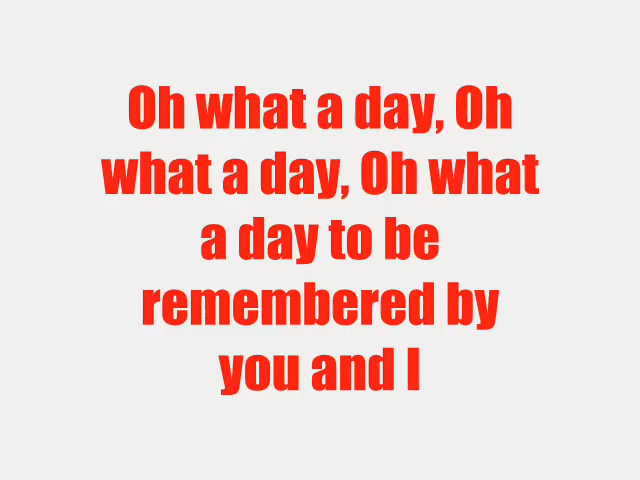 Oh what a day, Oh
what a day, Oh what
a day to be
remembered by
you and I